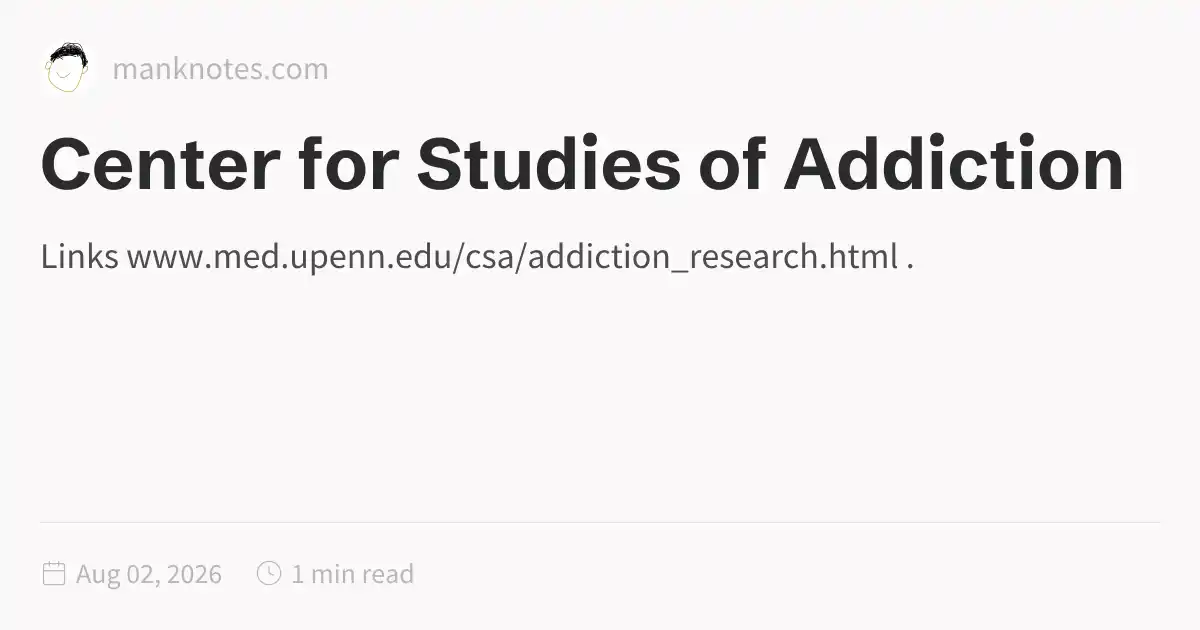 manknotes.com
Center for Studies of Addiction
Links www.med.upenn.edu/csa/addiction_research.html .
Aug 02, 2026 1 min read